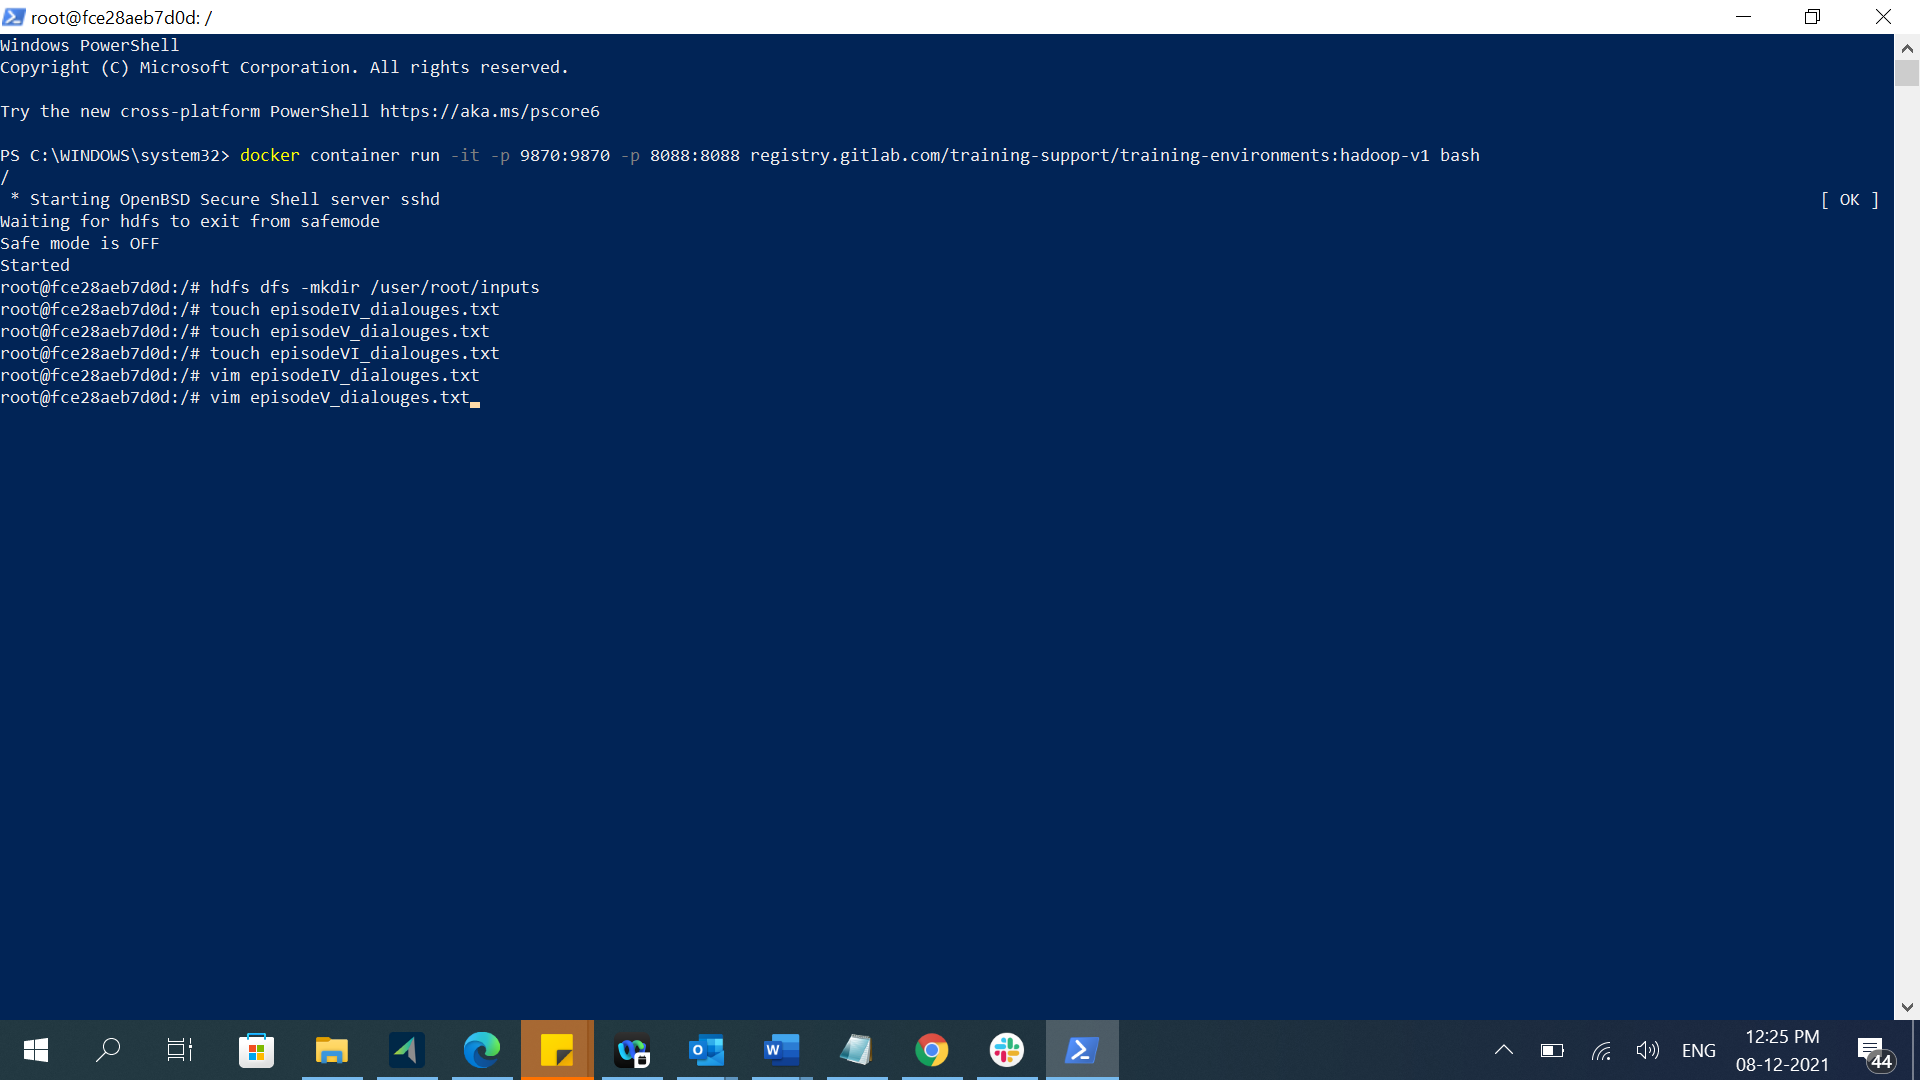 root@fce28aeb7d0d: /
Windows PowerShell
Copyright (C) Microsoft Corporation. All rights reserved.
Try the new cross-platform PowerShell https://aka.ms/pscore6
PS C:\WINDOWS\system32> docker container run -it -p 9870:9870 -p 8088:8088 registry.gitlab.com/training-support/training-environments:hadoop-v1 bash
/
* Starting OpenBSD Secure Shell server sshd [ OK ]
Waiting for hdfs to exit from safemode
Safe mode is OFF
Started
root@fce28aeb7d0d:/# hdfs dfs -mkdir /user/root/inputs
root@fce28aeb7d0d:/# touch episodeIV_dialouges.txt
root@fce28aeb7d0d:/# touch episodeV_dialouges.txt
root@fce28aeb7d0d:/# touch episodeVI_dialouges.txt
root@fce28aeb7d0d:/# vim episodeIV_dialouges.txt
root@fce28aeb7d0d:/# vim episodeV_dialouges.txt
ENG
12:25 PM
08-12-2021
44